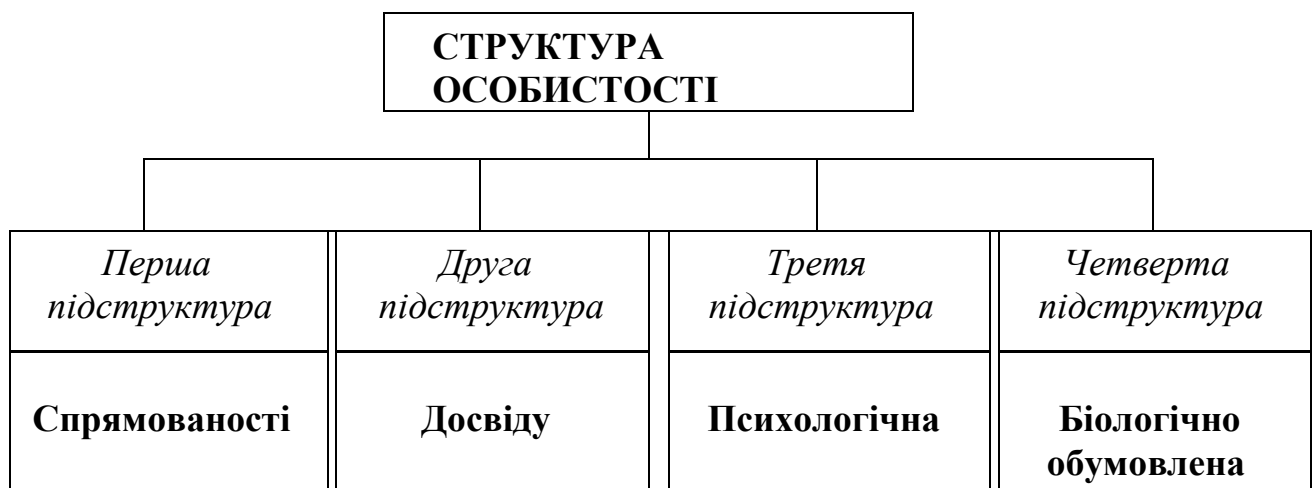 СТРУКТУРА
ОСОБИСТОСТІ
Перша
підструктура
Друга
підструктура
Третя
підструктура
Четверта
підструктура
Спрямованості
Досвіду
Психологічна
Біологічно
обумовлена